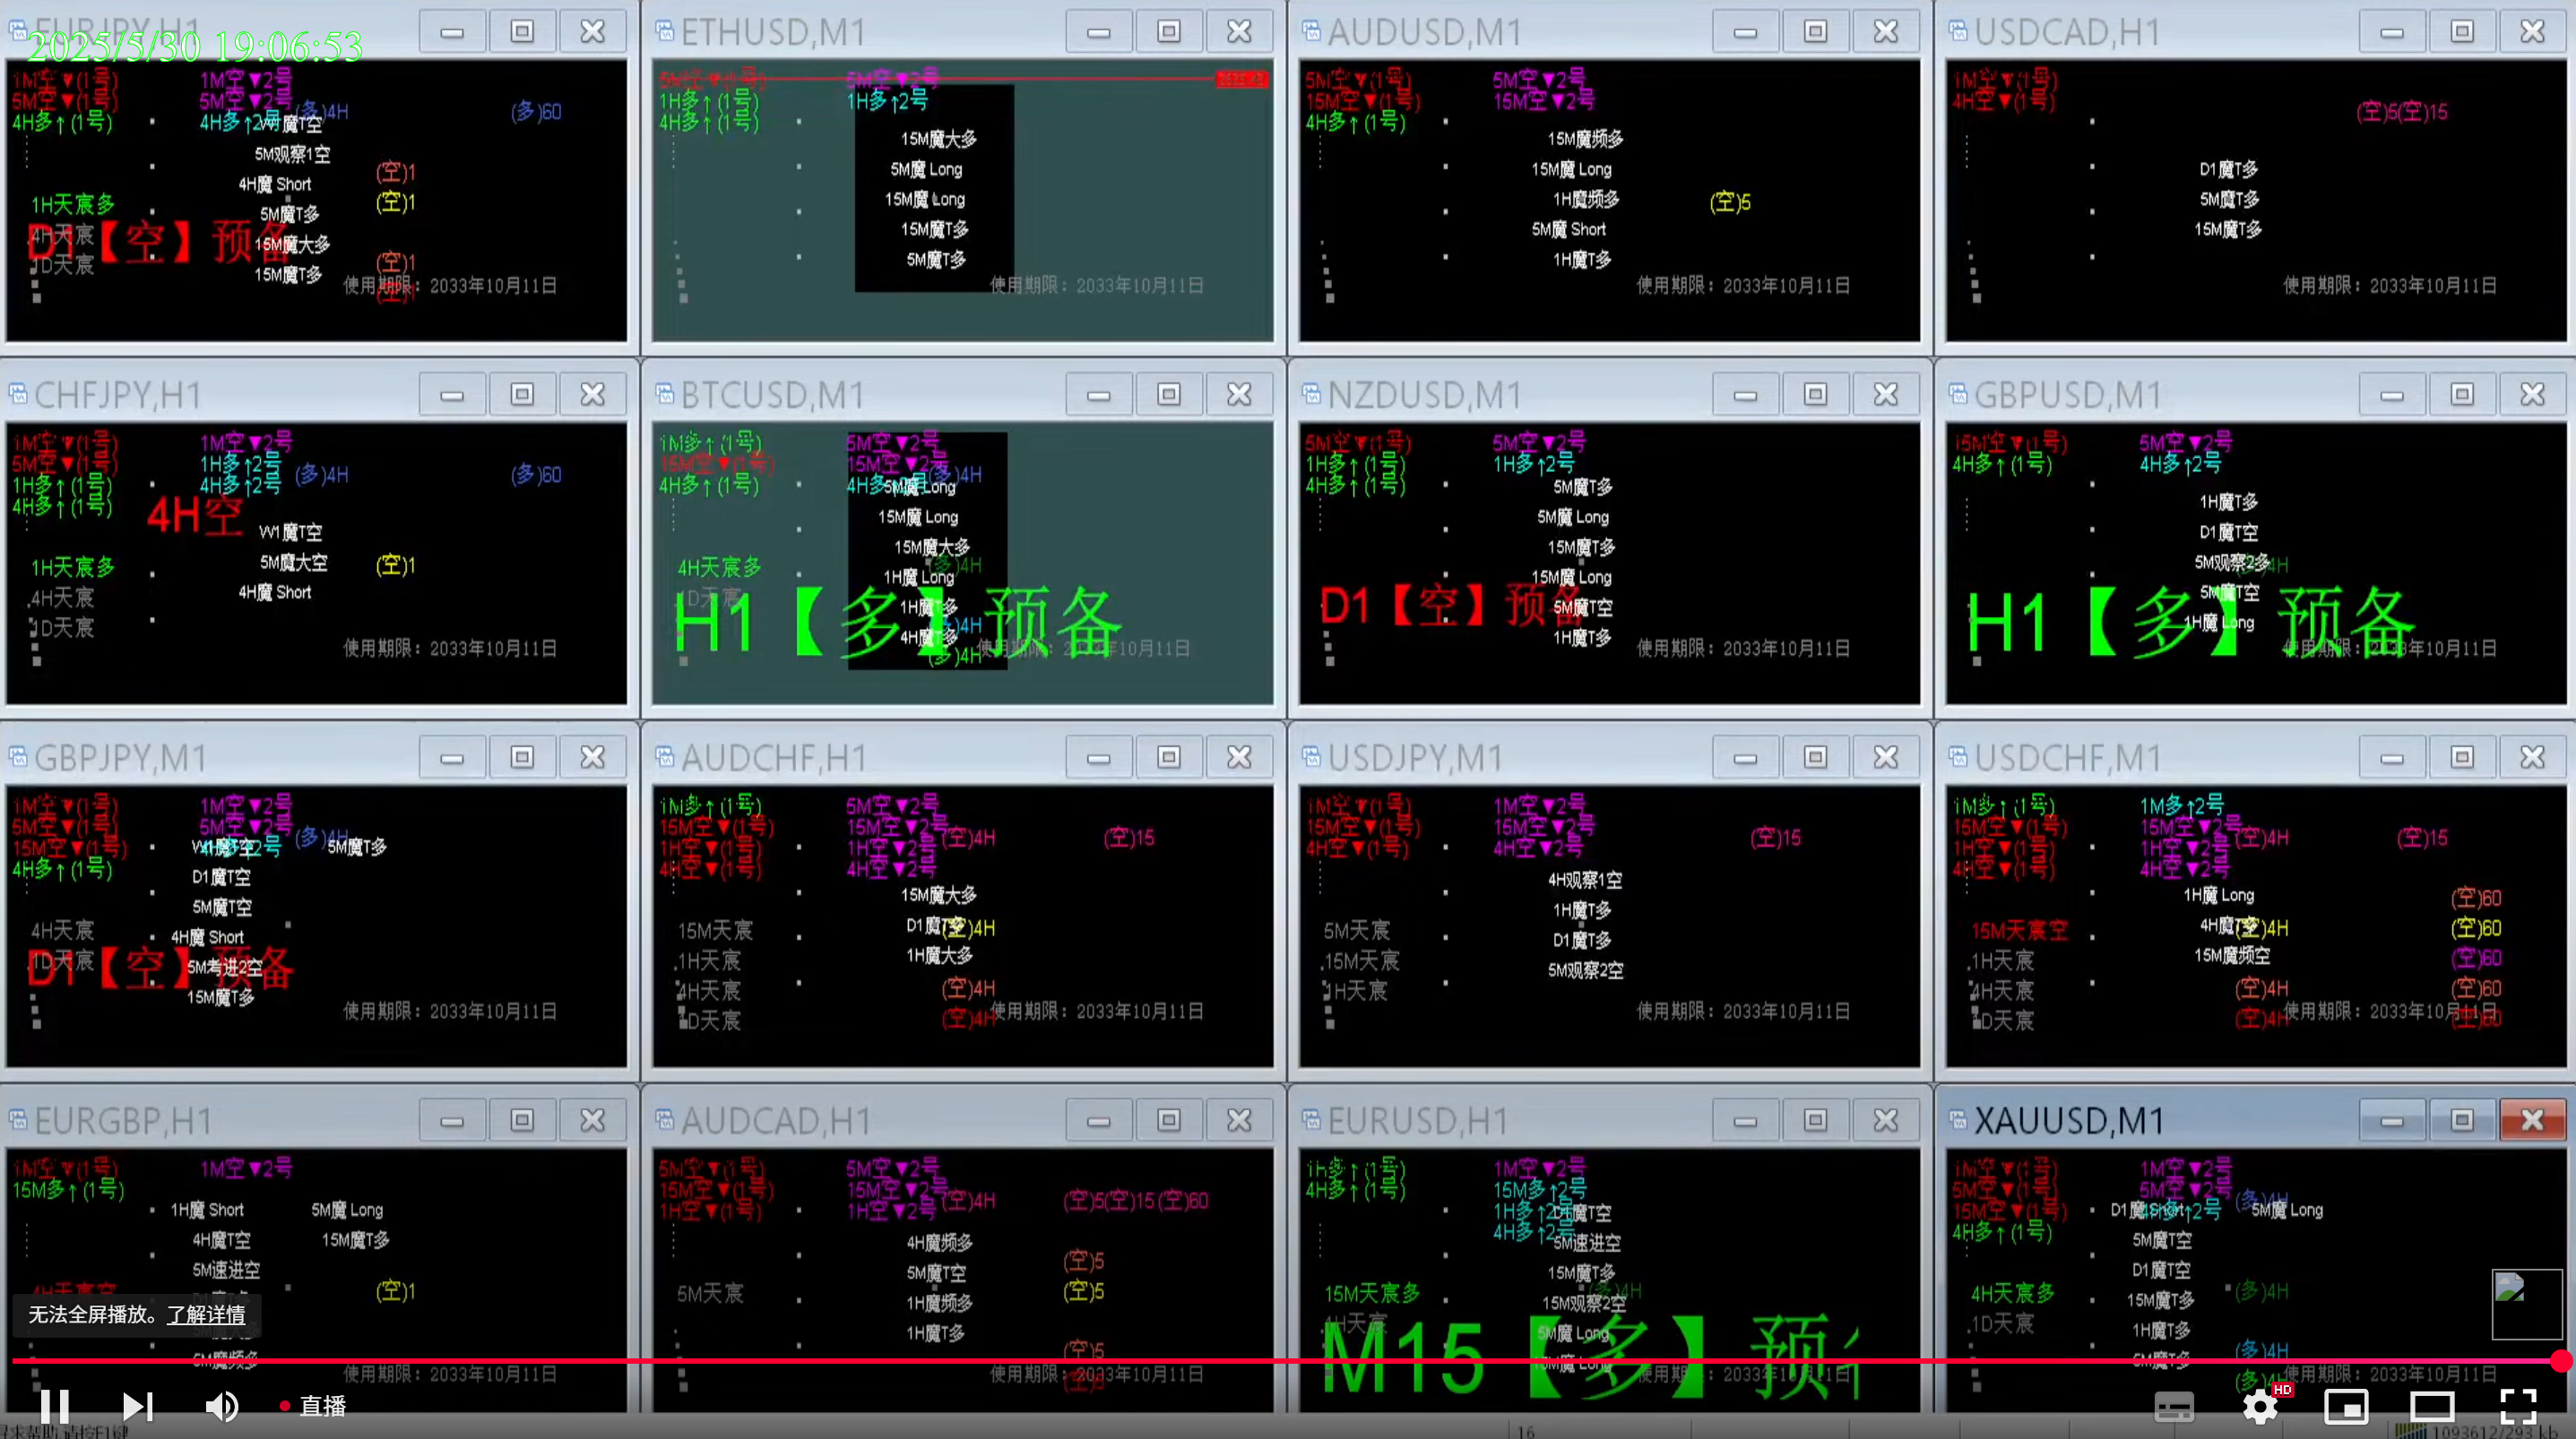 EURJPY,H1
2025/5/30 19:06:53
1M空▼(1号)
5M空▼(1号)
4H多↑(1号)
1M空▼2号
5M空▼2号
4H多↑2号
(多)4H
(多)60
5M观察1空
4H魔 Short
5M魔T多
15M魔大多
15M魔T多
(空)1
(空)1
(空)1
1H天宸多
4H天宸
1D天宸
D1【空】预备
使用期限：2033年10月11日
ETHUSD,M1
5M空▼(1号)
1H多↑(1号)
4H多↑(1号)
5M空▼2号
1H多↑2号
15M魔大多
5M魔 Long
15M魔 Long
15M魔T多
5M魔T多
使用期限：2033年10月11日
AUDUSD,M1
5M空▼(1号)
15M空▼(1号)
4H多↑(1号)
5M空▼2号
15M空▼2号
15M魔频多
15M魔 Long
1H魔频多
5M魔 Short
1H魔T多
(空)5
使用期限：2033年10月11日
USDCAD,H1
1M空▼(1号)
4H空▼(1号)
(空)5(空)15
D1魔T多
5M魔T多
15M魔T多
使用期限：2033年10月11日
CHFJPY,H1
1M空▼(1号)
5M空▼(1号)
1H多↑(1号)
4H多↑(1号)
1M空▼2号
1H多↑2号
4H多↑2号
(多)4H
(多)60
4H空
W1魔T空
5M魔大空
4H魔 Short
(空)1
1H天宸多
4H天宸
1D天宸
使用期限：2033年10月11日
BTCUSD,M1
1M多↑(1号)
15M空▼(1号)
4H多↑(1号)
5M空▼2号
15M空▼2号
(多)4H
5M魔 Long
15M魔 Long
15M魔大多
1H魔 Long
1H魔T多
4H魔T多
(多)4H
4H天宸多
1D天宸
H1【多】预备
NZDUSD,M1
5M空▼(1号)
1H多↑(1号)
4H多↑(1号)
5M空▼2号
1H多↑2号
5M魔T多
5M魔 Long
15M魔T多
15M魔 Long
5M魔T空
1H魔T多
D1【空】预备
使用期限：2033年10月11日
GBPUSD,M1
15M空▼(1号)
4H多↑(1号)
5M空▼2号
4H多↑2号
1H魔T多
D1魔T空
5M观察2多
5M魔T空
1H魔 Long
H1【多】预备
GBPJPY,M1
1M空▼(1号)
5M空▼(1号)
15M空▼(1号)
4H多↑(1号)
1M空▼2号
5M空▼2号
(多)4H
5M魔T多
D1魔T空
5M魔T空
4H魔 Short
5M考进2空
15M魔T多
4H天宸
1D天宸
D1【空】预备
使用期限：2033年10月11日
AUDCHF,H1
1M多↑(1号)
15M空▼(1号)
1H空▼(1号)
4H空▼(1号)
5M空▼2号
15M空▼2号
1H空▼2号
4H空▼2号
(空)4H
(空)15
15M魔大多
D1魔T多
(空)4H
1H魔大多
(空)4H
(空)4H
15M天宸
1H天宸
4H天宸
1D天宸
使用期限：2033年10月11日
USDJPY,M1
1M空▼(1号)
15M空▼(1号)
4H空▼(1号)
1M空▼2号
15M空▼2号
4H空▼2号
(空)15
4H观察1空
1H魔T多
D1魔T多
5M观察2空
5M天宸
15M天宸
1H天宸
使用期限：2033年10月11日
USDCHF,M1
1M多↑(1号)
15M空▼(1号)
1H空▼(1号)
4H空▼(1号)
1M多↑2号
15M空▼2号
1H空▼2号
4H空▼2号
(空)4H
(空)15
1H魔 Long
15M魔频空
(空)4H
(空)4H
(空)4H
(空)60
(空)60
(空)60
(空)60
(空)60
15M天宸空
1H天宸
4H天宸
1D天宸
使用期限：2033年10月11日
EURGBP,H1
1M空▼(1号)
15M多↑(1号)
1M空▼2号
1H魔 Short
5M魔 Long
4H魔T空
15M魔T多
5M速进空
(空)1
4H天宸空
5M魔频多
使用期限：2033年10月11日
AUDCAD,H1
5M空▼(1号)
15M空▼(1号)
1H空▼(1号)
5M空▼2号
15M空▼2号
1H空▼2号
(空)4H
(空)5(空)15(空)60
4H魔频多
5M魔T空
1H魔频多
1H魔T多
(空)5
(空)5
(空)5
5M天宸
使用期限：2033年10月11日
EURUSD,H1
1h多↑(1号)
4H多↑(1号)
1M空▼2号
15M多↑2号
1H多↑2号
4H多↑2号
5M速进空
15M魔T多
15M观察2空
5M魔 Long
15M天宸多
M15【多】预
使用期限：2033年10月11日
XAUUSD,M1
1M空▼(1号)
5M空▼(1号)
15M空▼(1号)
4H多↑(1号)
1M空▼2号
5M空▼2号
(多)4H
5M魔 Long
5M魔T空
D1魔T空
15M魔T多
1H魔T多
5M魔T多
(多)4H
(多)4H
4H天宸多
1D天宸
使用期限：2033年10月11日
无法全屏播放。了解详情
直播
HD
16
1093612/293 kb